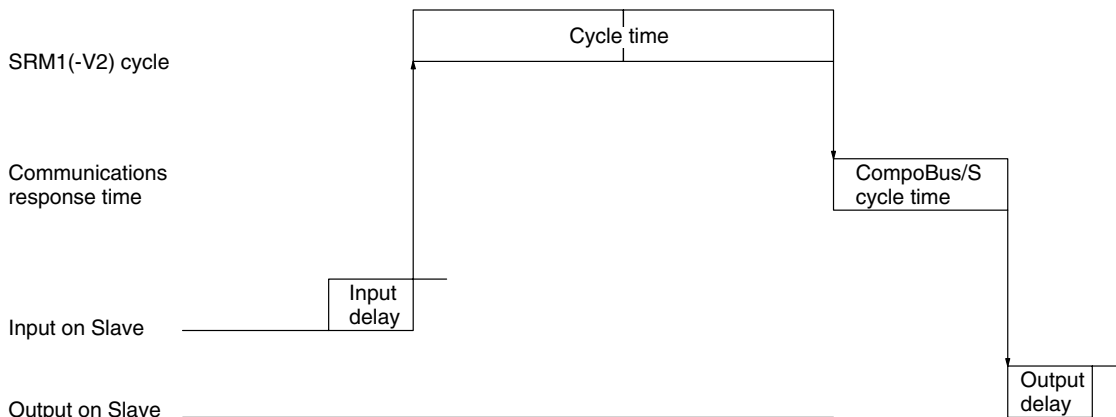 Cycle time
SRM1(-V2) cycle
Communications
response time
CompoBus/S
cycle time
Input
delay
Input on Slave
Output
delay
Output on Slave